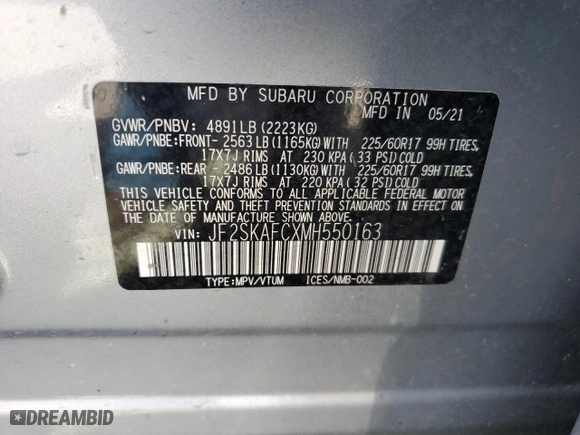 MFD BY SUBARU CORPORATION
MFD IN 05/21
GVWR/PNBV: 4891LB(2223KG)
GAWR/PNBE:FRONT-2563LB(1165KG)WITH 225/60R17 99H TIRES,
17X7J RIMS AT 230 KPA(33 PSI)COLD
GAWR/PNBE:REAR -2486LB(1130KG)WITH 225/60R17 99H TIRES,
17X7J RIMS AT 220 KPA(32 PSI)COLD
THIS VEHICLE CONFORMS TO ALL APPLICABLE FEDERAL MOTOR
VEHICLE SAFETY AND THEFT PREVENTION STANDARDS IN EFFECT
ON THE DATE OF MANUFACTURE SHOWN ABOVE.
VIN: JF2SKAFCXMH550163
TYPE:MPV/VTUM ICES/NMB-002
DREAMBID